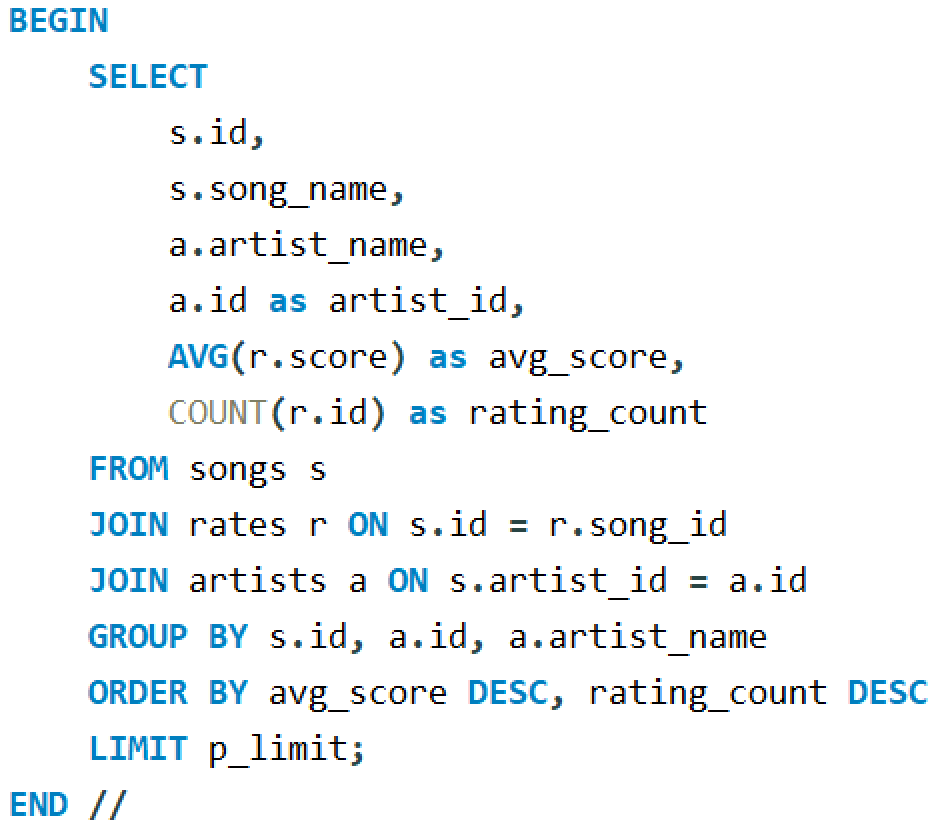 BEGIN
    SELECT
        s.id,
        s.song_name,
        a.artist_name,
        a.id as artist_id,
        AVG(r.score) as avg_score,
        COUNT(r.id) as rating_count
    FROM songs s
    JOIN rates r ON s.id = r.song_id
    JOIN artists a ON s.artist_id = a.id
    GROUP BY s.id, a.id, a.artist_name
    ORDER BY avg_score DESC, rating_count DESC
    LIMIT p_limit;
END //